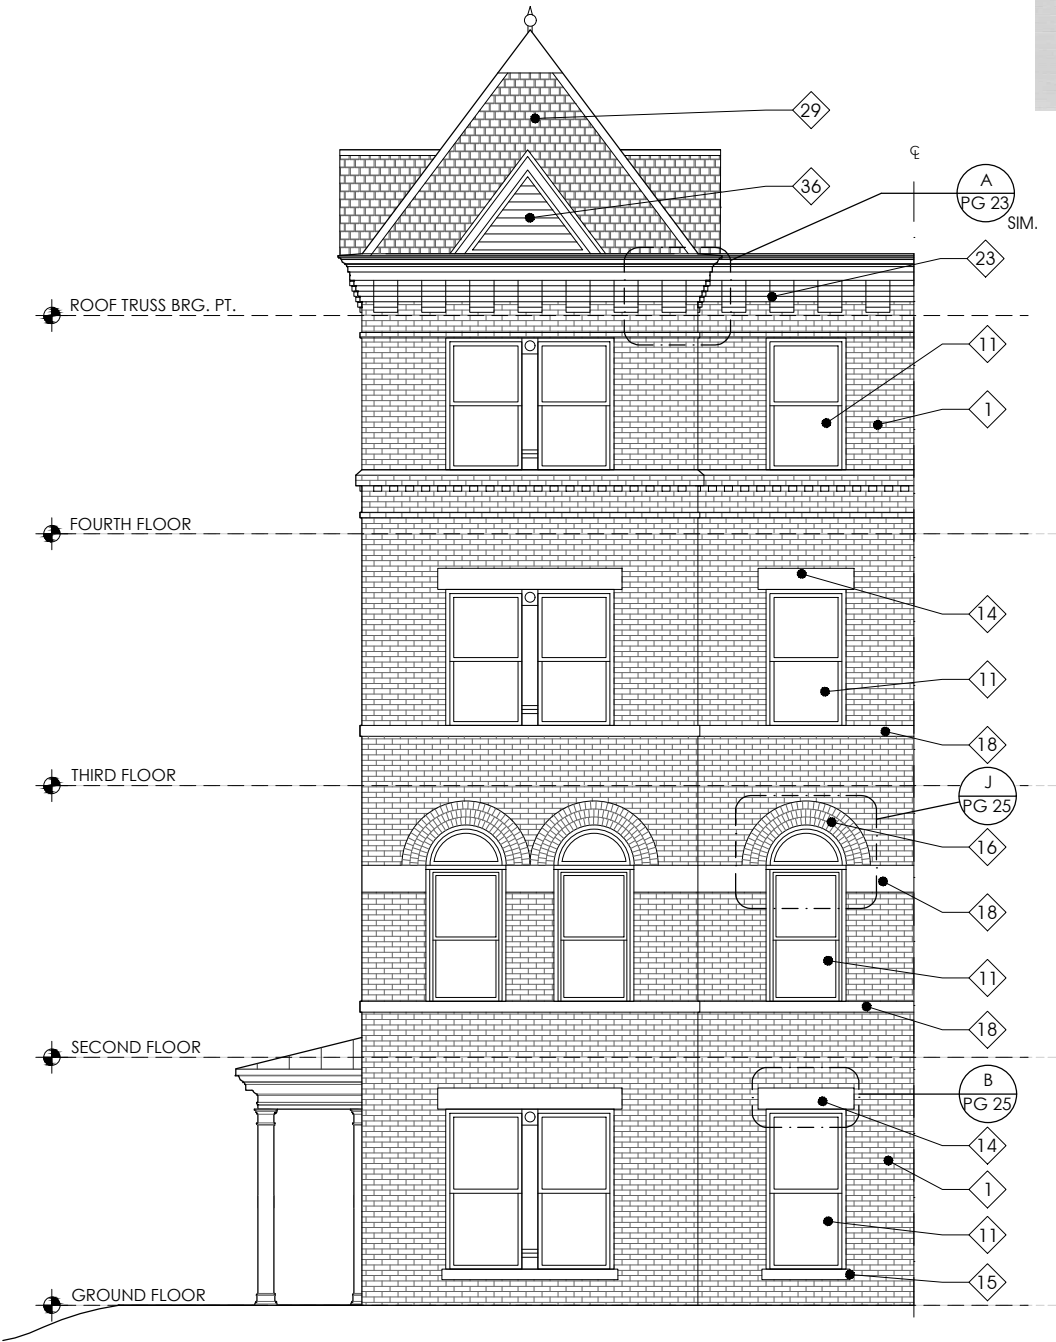 29
℄
36
A
PG 23
SIM.
23
ROOF TRUSS BRG. PT.
11
1
FOURTH FLOOR
14
11
18
THIRD FLOOR
J
PG 25
16
18
11
18
SECOND FLOOR
B
PG 25
14
1
11
15
GROUND FLOOR